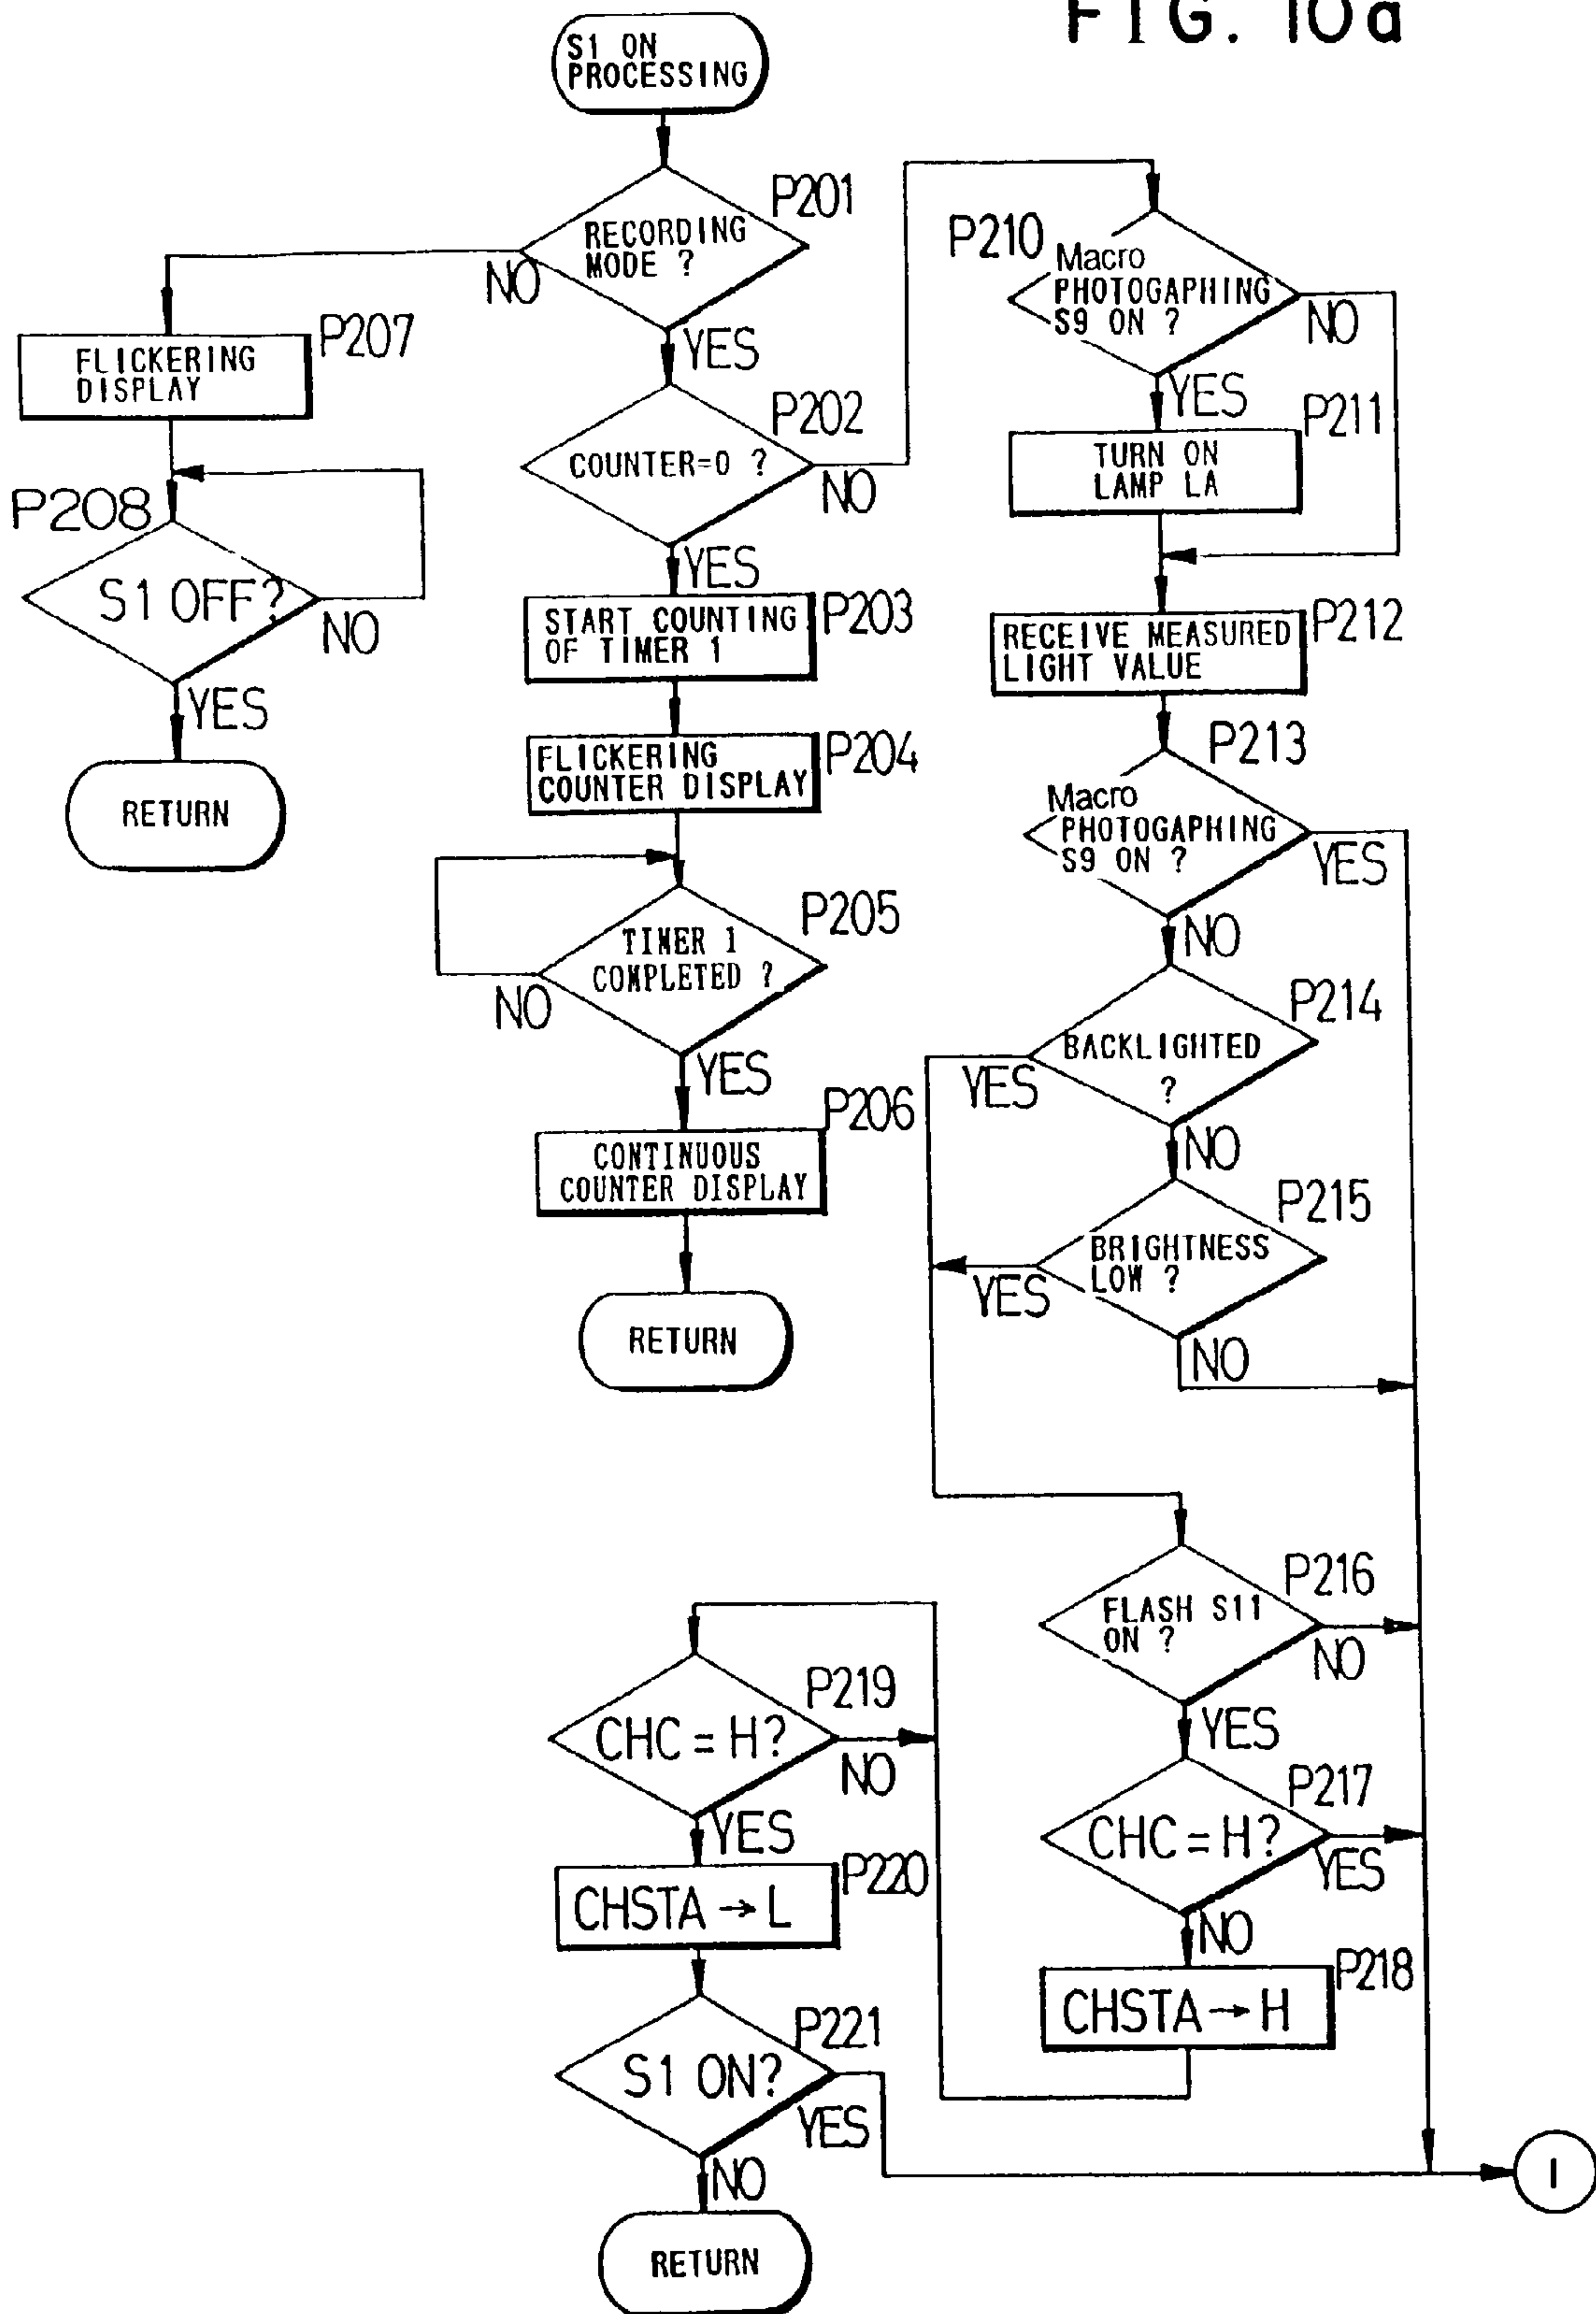 FIG. 10a
S1 ON
PROCESSING
P201
RECORDING
MODE ?
NO
YES
P207
FLICKERING
DISPLAY
P208
S1 OFF?
NO
YES
RETURN
P202
COUNTER=0 ?
NO
YES
P203
START COUNTING
OF TIMER 1
P204
FLICKERING
COUNTER DISPLAY
P205
TIMER 1
COMPLETED ?
NO
YES
P206
CONTINUOUS
COUNTER DISPLAY
RETURN
P210
Macro
PHOTOGAPHING
S9 ON ?
NO
YES
P211
TURN ON
LAMP LA
P212
RECEIVE MEASURED
LIGHT VALUE
P213
Macro
PHOTOGAPHING
S9 ON ?
YES
NO
P214
BACKLIGHTED
?
YES
NO
P215
BRIGHTNESS
LOW ?
YES
NO
P216
FLASH S11
ON ?
NO
YES
P217
CHC = H?
YES
NO
P218
CHSTA → H
P219
CHC = H?
NO
YES
P220
CHSTA → L
P221
S1 ON?
YES
NO
RETURN
1